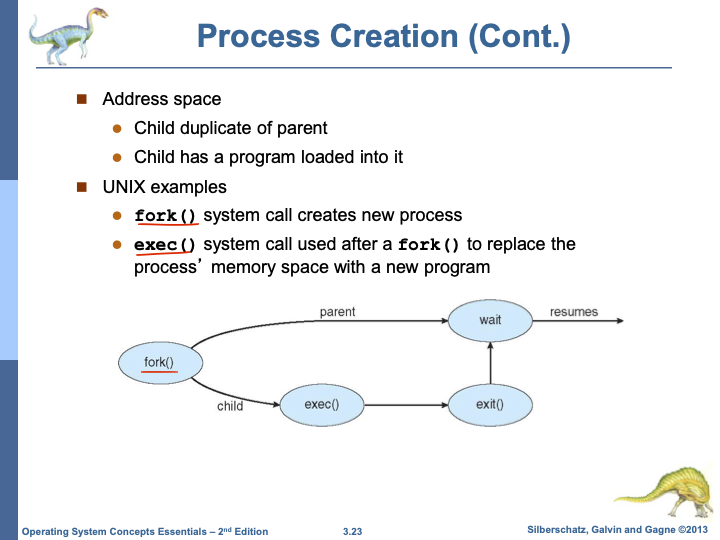 Process Creation (Cont.)
Address space
Child duplicate of parent
Child has a program loaded into it
UNIX examples
fork() system call creates new process
exec() system call used after a fork() to replace the
process’ memory space with a new program
parent
resumes
wait
fork()
child
exec()
exit()
Operating System Concepts Essentials – 2nd Edition
3.23
Silberschatz, Galvin and Gagne ©2013